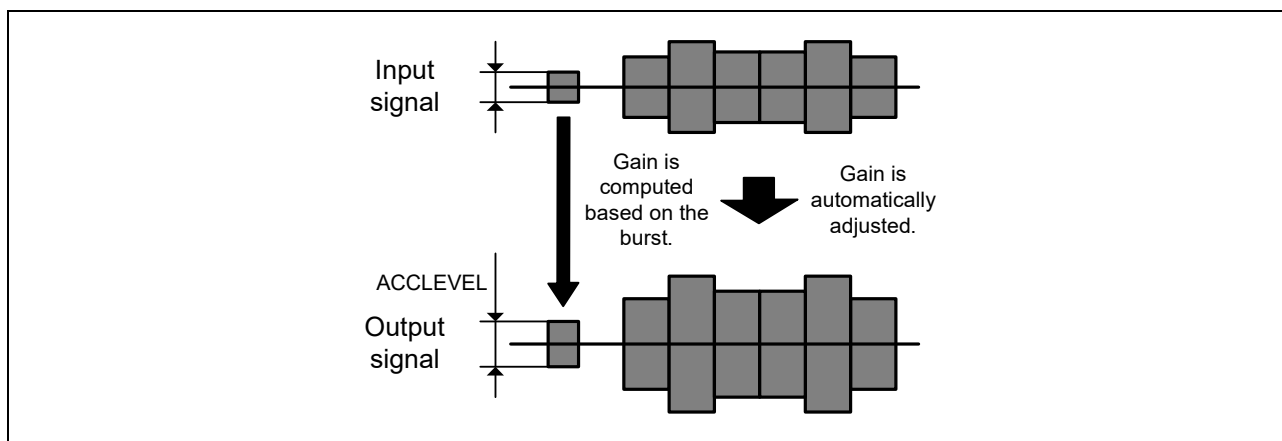 Input
signal
Gain is
computed
based on the
burst.
Gain is
automatically
adjusted.
ACCLEVEL
Output
signal